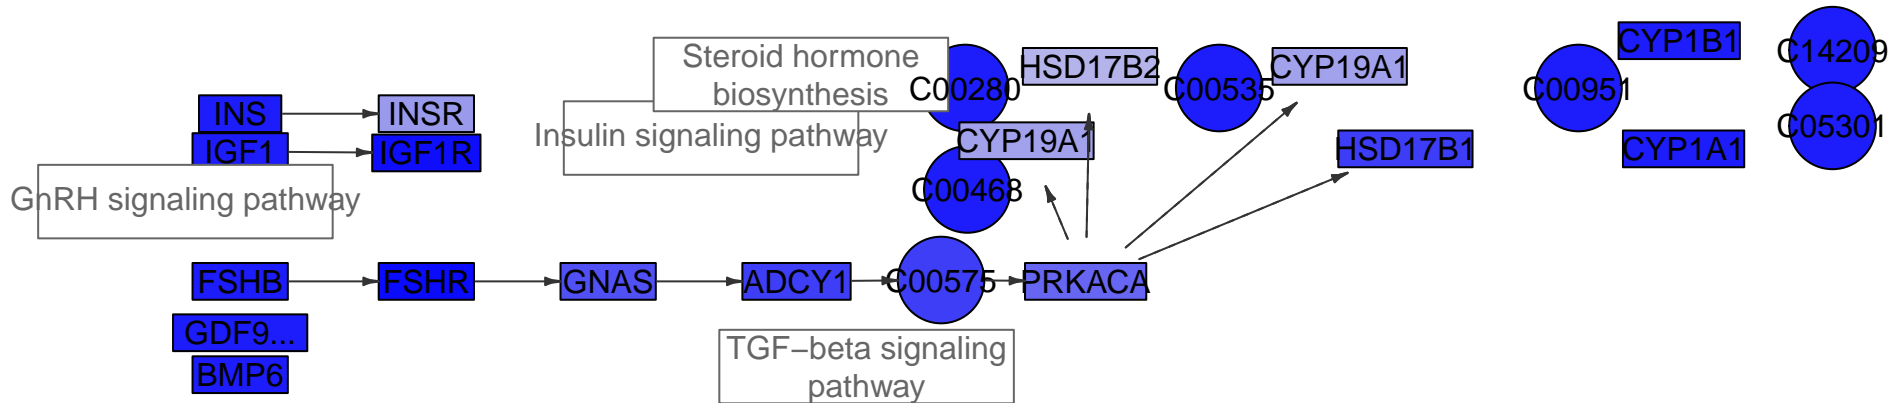 CYP1B1
C14209
Steroid hormone
biosynthesis
C00280
HSD17B2
C00535
CYP19A1
C00951
INS
INSR
Insulin signaling pathway
CYP19A1
HSD17B1
CYP1A1
C05301
IGF1
IGF1R
GnRH signaling pathway
C00468
FSHB
FSHR
GNAS
ADCY1
C00575
PRKACA
GDF9...
TGF−beta signaling
pathway
BMP6